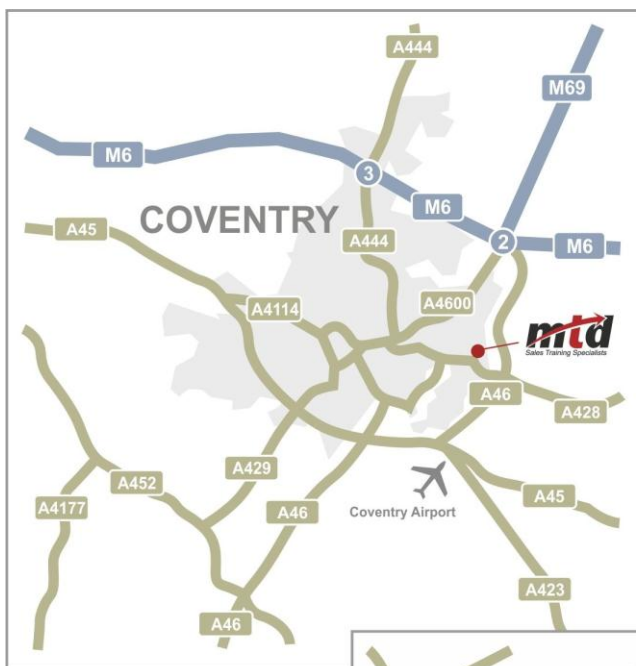 A444
M69
M6
3
COVENTRY
A45
A444
M6
2
M6
A4114
A4600
mtd
Sales Training Specialists
A46
A428
A429
A452
A4177
A46
Coventry Airport
A45
A423
A46